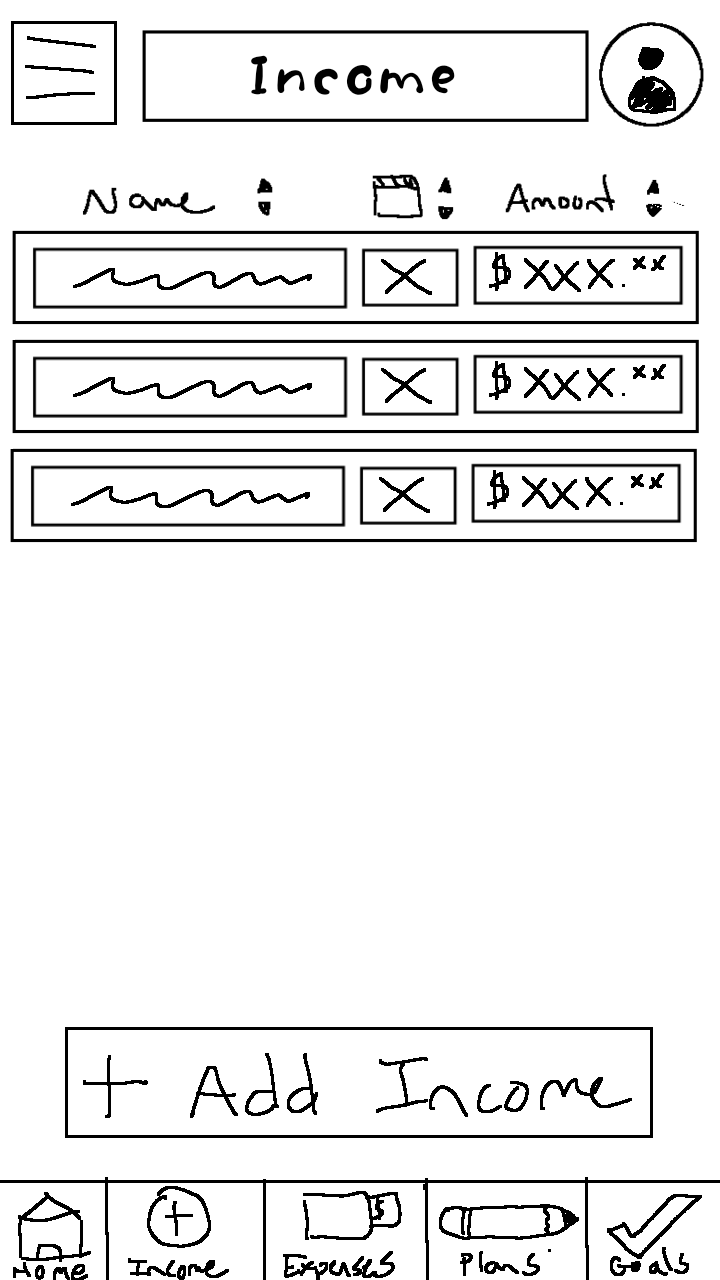 Income
Name Amount
X $ XXX.xx
X $ XXX.xx
X $ XXX.xx
+ Add Income
$
Home Income Expenses Plans Goals